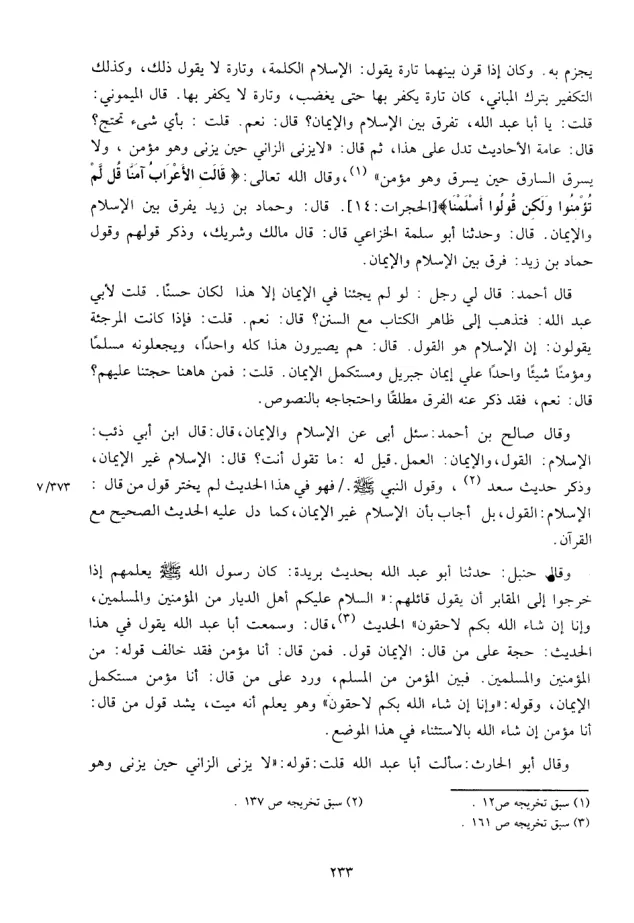 يجزم به. وكان إذا قرن بينهما تارة يقول: الإسلام الكلمة، وتارة لا يقول ذلك، وكذلك
التكفير بترك المباني، كان تارة يكفر بها حتى يغضب، وتارة لا يكفر بها. قال الميموني:
قلت: يا أبا عبد الله، تفرق بين الإسلام والإيمان؟ قال: نعم. قلت : بأي شىء تحتج؟
قال: عامة الأحاديث تدل على هذا، ثم قال: «لايزنى الزاني حين يزنى وهو مؤمن ، ولا
يسرق السارق حين يسرق وهو مؤمن» (١)،وقال الله تعالى:﴿ قَالَت الأَعْرَابُ آمَنَّا قُل لَّمْ
تُؤْمِنُوا وَلَكِن قُولُوا أَسْلَمْنَا﴾[الحجرات:١٤]. قال: وحماد بن زيد يفرق بين الإسلام
والإيمان. قال: وحدثنا أبو سلمة الخزاعي قال: قال مالك وشريك، وذكر قولهم وقول
حماد بن زيد: فرق بين الإسلام والإيمان.
قال أحمد: قال لي رجل : لو لم يجئنا في الإيمان إلا هذا لكان حسنًا. قلت لأبي
عبد الله: فتذهب إلى ظاهر الكتاب مع السنن؟ قال: نعم. قلت: فإذا كانت المرجئة
يقولون: إن الإسلام هو القول. قال: هم يصيرون هذا كله واحدًا، ويجعلونه مسلمًا
ومؤمنًا شيئًا واحدًا علي إيمان جبريل ومستكمل الإيمان. قلت: فمن هاهنا حجتنا عليهم؟
قال: نعم، فقد ذكر عنه الفرق مطلقًا واحتجاجه بالنصوص.
وقال صالح بن أحمد:سئل أبى عن الإسلام والإيمان،قال:قال ابن أبي ذئب:
الإسلام: القول،والإيمان: العمل.قيل له :ما تقول أنت؟ قال: الإسلام غير الإيمان،
وذكر حديث سعد (٢) ، وقول النبي ﷺ./فهو في هذا الحديث لم يختر قول من قال :
٧/٣٧٣
الإسلام:القول،بل أجاب بأن الإسلام غير الإيمان،كما دل عليه الحديث الصحيح مع
القرآن.
وقال حنبل: حدثنا أبو عبد الله بحديث بريدة: كان رسول الله ﷺ يعلمهم إذا
خرجوا إلى المقابر أن يقول قائلهم:« السلام عليكم أهل الديار من المؤمنين والمسلمين،
وإنا إن شاء الله بكم لاحقون» الحديث (٣)،قال: وسمعت أبا عبد الله يقول في هذا
الحديث: حجة على من قال: الإيمان قول. فمن قال: أنا مؤمن فقد خالف قوله: من
المؤمنين والمسلمين. فبين المؤمن من المسلم، ورد على من قال: أنا مؤمن مستكمل
الإيمان، وقوله:«وإنا إن شاء الله بكم لاحقون» وهو يعلم أنه ميت، يشد قول من قال:
أنا مؤمن إن شاء الله بالاستثناء في هذا الموضع.
وقال أبو الحارث:سألت أبا عبد الله قلت:قوله:«لا يزنى الزاني حين يزنى وهو
(١) سبق تخريجه ص١٢ .
(٢) سبق تخريجه ص ١٣٧ .
(٣) سبق تخريجه ص ١٦١ .
٢٣٣